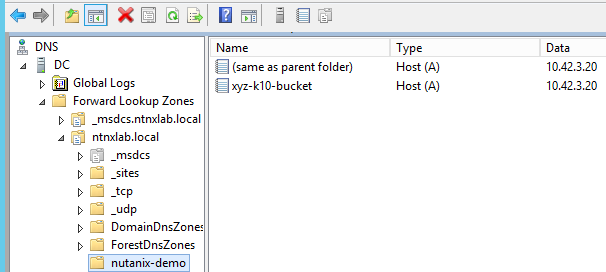 DNS
DC
Global Logs
Forward Lookup Zones
_msdcs.ntnxlab.local
ntnxlab.local
_msdcs
_sites
_tcp
_udp
DomainDnsZones
ForestDnsZones
nutanix-demo
Name Type Data
(same as parent folder) Host (A) 10.42.3.20
xyz-k10-bucket Host (A) 10.42.3.20